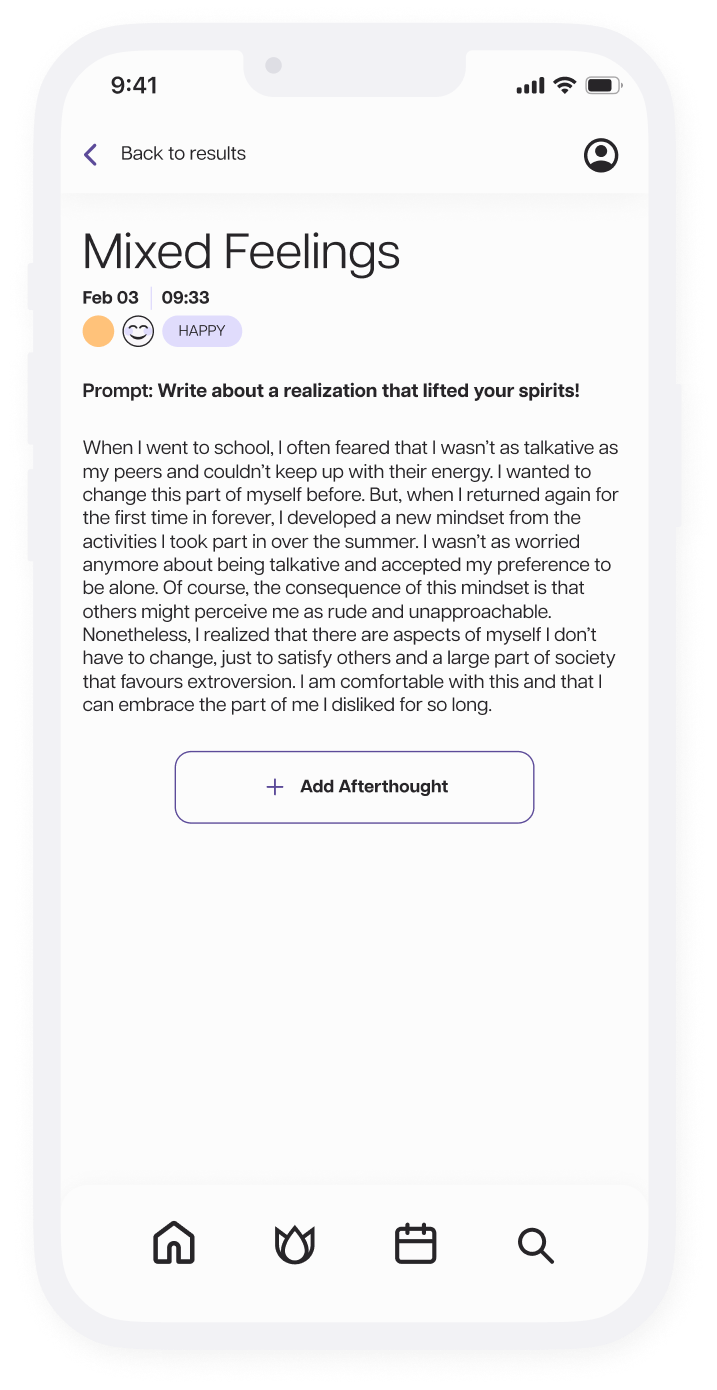 9:41
Back to results
Mixed Feelings
Feb 03 09:33
HAPPY
Prompt: Write about a realization that lifted your spirits!
When I went to school, I often feared that I wasn’t as talkative as
my peers and couldn’t keep up with their energy. I wanted to
change this part of myself before. But, when I returned again for
the first time in forever, I developed a new mindset from the
activities I took part in over the summer. I wasn’t as worried
anymore about being talkative and accepted my preference to
be alone. Of course, the consequence of this mindset is that
others might perceive me as rude and unapproachable.
Nonetheless, I realized that there are aspects of myself I don’t
have to change, just to satisfy others and a large part of society
that favours extroversion. I am comfortable with this and that I
can embrace the part of me I disliked for so long.
+ Add Afterthought